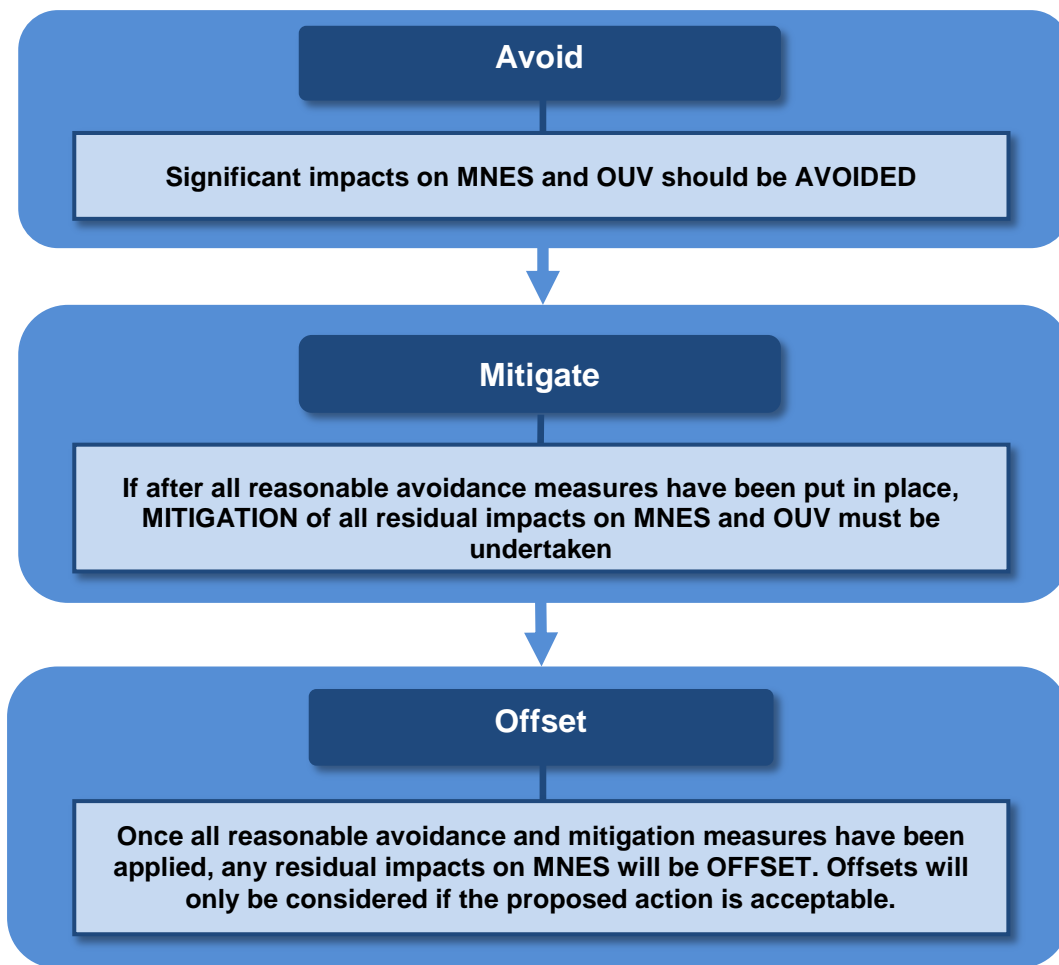 Avoid
Significant impacts on MNES and OUV should be AVOIDED
Mitigate
If after all reasonable avoidance measures have been put in place,
MITIGATION of all residual impacts on MNES and OUV must be
undertaken
Offset
Once all reasonable avoidance and mitigation measures have been
applied, any residual impacts on MNES will be OFFSET. Offsets will
only be considered if the proposed action is acceptable.